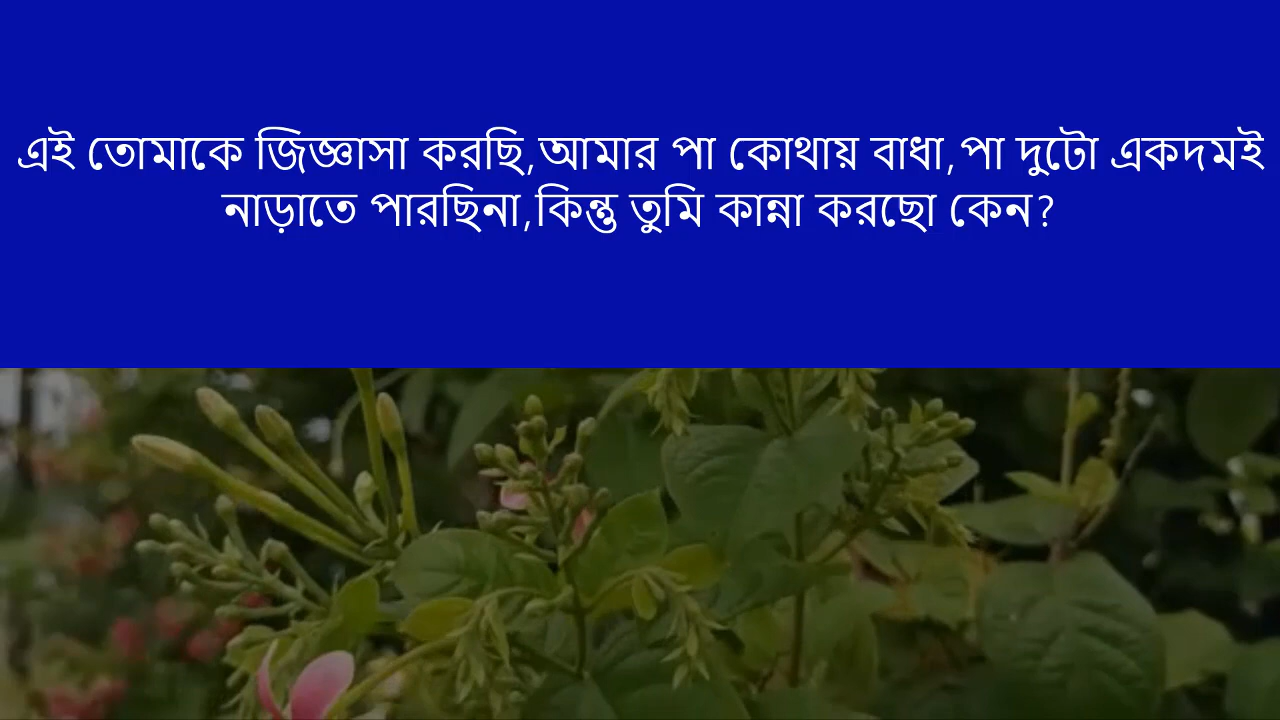 এই তোমাকে জিজ্ঞাসা করছি,আমার পা কোথায় বাধা,পা দুটো একদমই
নাড়াতে পারছিনা,কিন্তু তুমি কান্না করছো কেন?